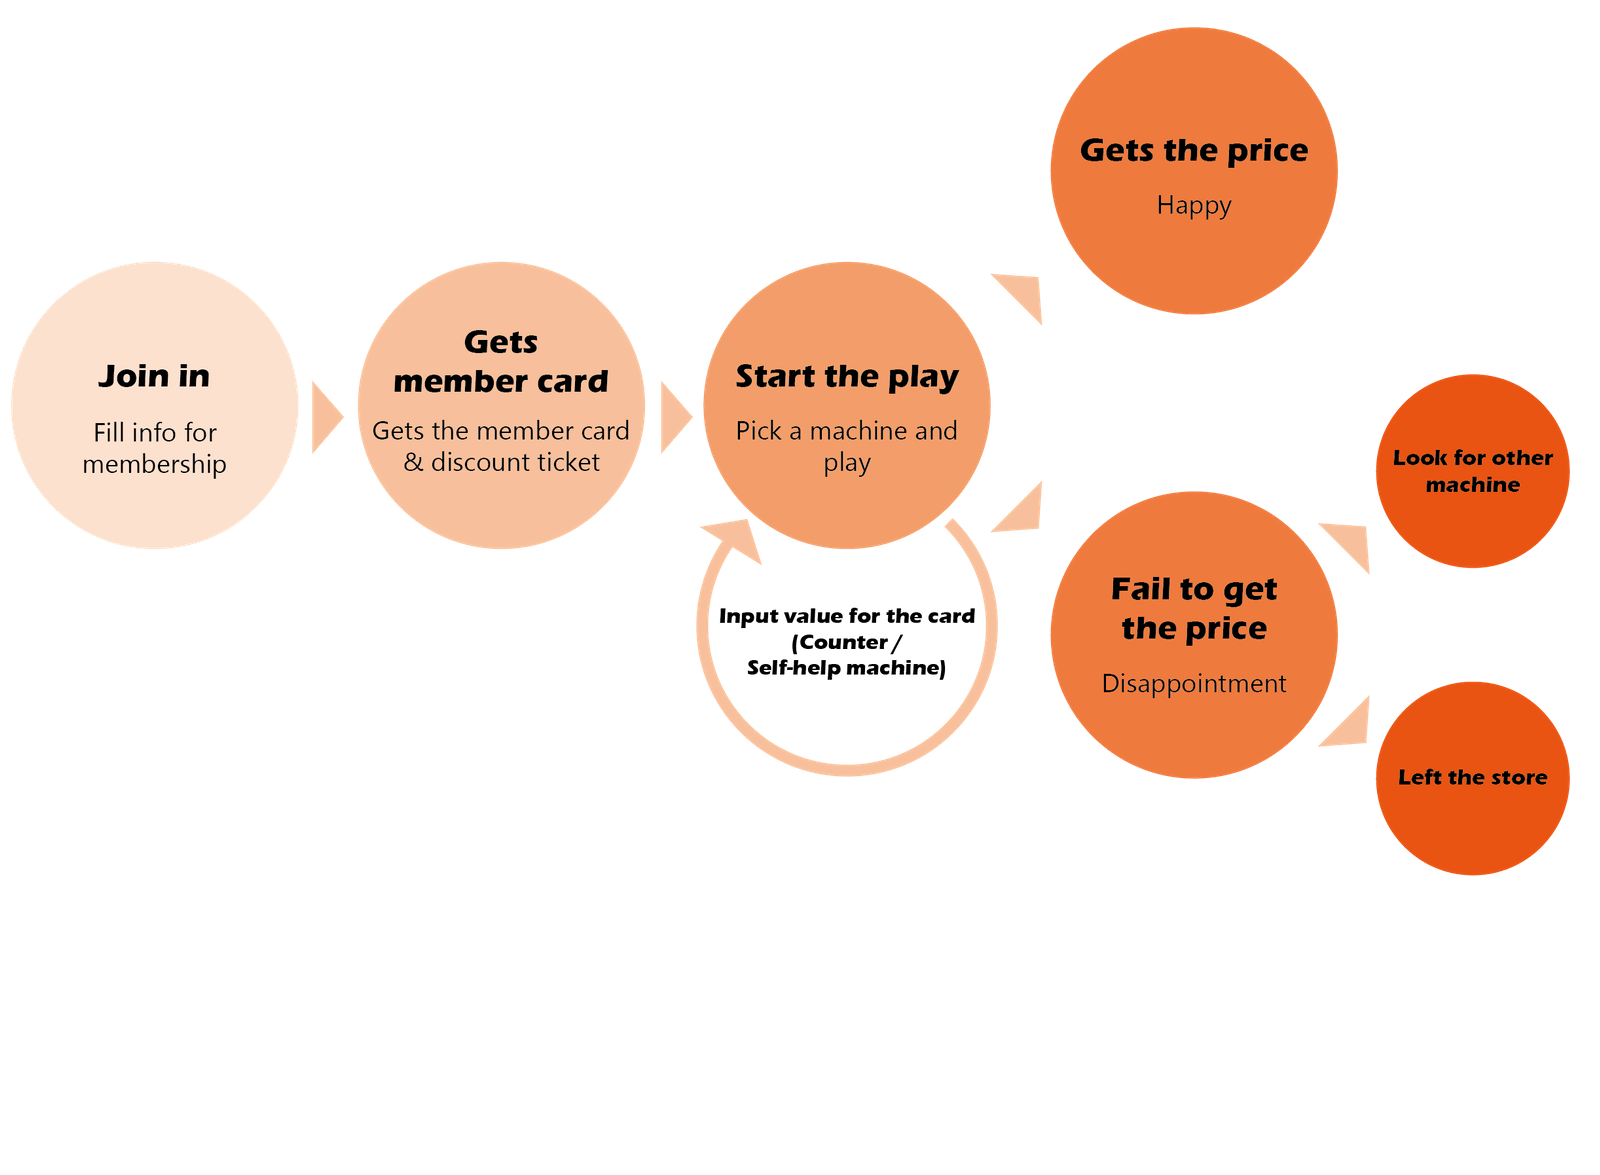 Join in
Fill info for
membership
Gets
member card
Gets the member card
& discount ticket
Start the play
Pick a machine and
play
Input value for the card
(Counter /
Self-help machine)
Gets the price
Happy
Fail to get
the price
Disappointment
Look for other
machine
Left the store